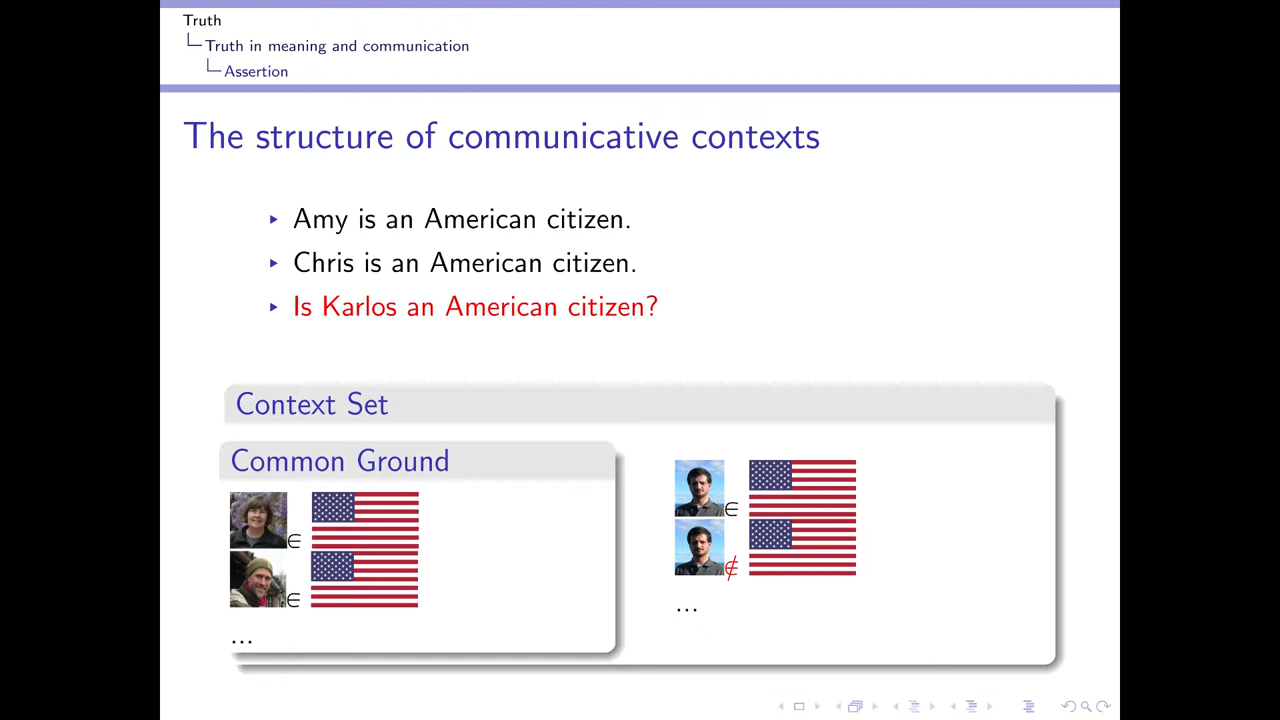 Truth
Truth in meaning and communication
Assertion
The structure of communicative contexts
Amy is an American citizen.
Chris is an American citizen.
Is Karlos an American citizen?
Context Set
Common Ground
∈
∈
...
∈
∉
...